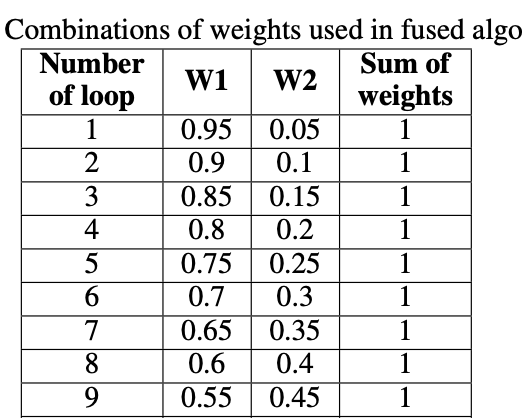 Combinations of weights used in fused algo
Number of loop W1 W2 Sum of weights
1 0.95 0.05 1
2 0.9 0.1 1
3 0.85 0.15 1
4 0.8 0.2 1
5 0.75 0.25 1
6 0.7 0.3 1
7 0.65 0.35 1
8 0.6 0.4 1
9 0.55 0.45 1